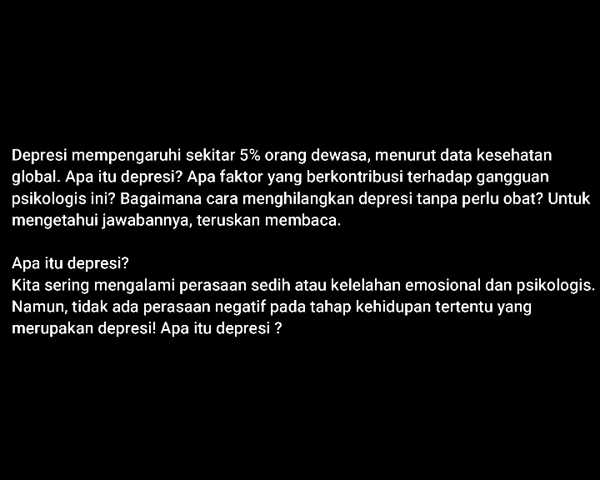 Depresi mempengaruhi sekitar 5% orang dewasa, menurut data kesehatan
global. Apa itu depresi? Apa faktor yang berkontribusi terhadap gangguan
psikologis ini? Bagaimana cara menghilangkan depresi tanpa perlu obat? Untuk
mengetahui jawabannya, teruskan membaca.

Apa itu depresi?
Kita sering mengalami perasaan sedih atau kelelahan emosional dan psikologis.
Namun, tidak ada perasaan negatif pada tahap kehidupan tertentu yang
merupakan depresi! Apa itu depresi ?